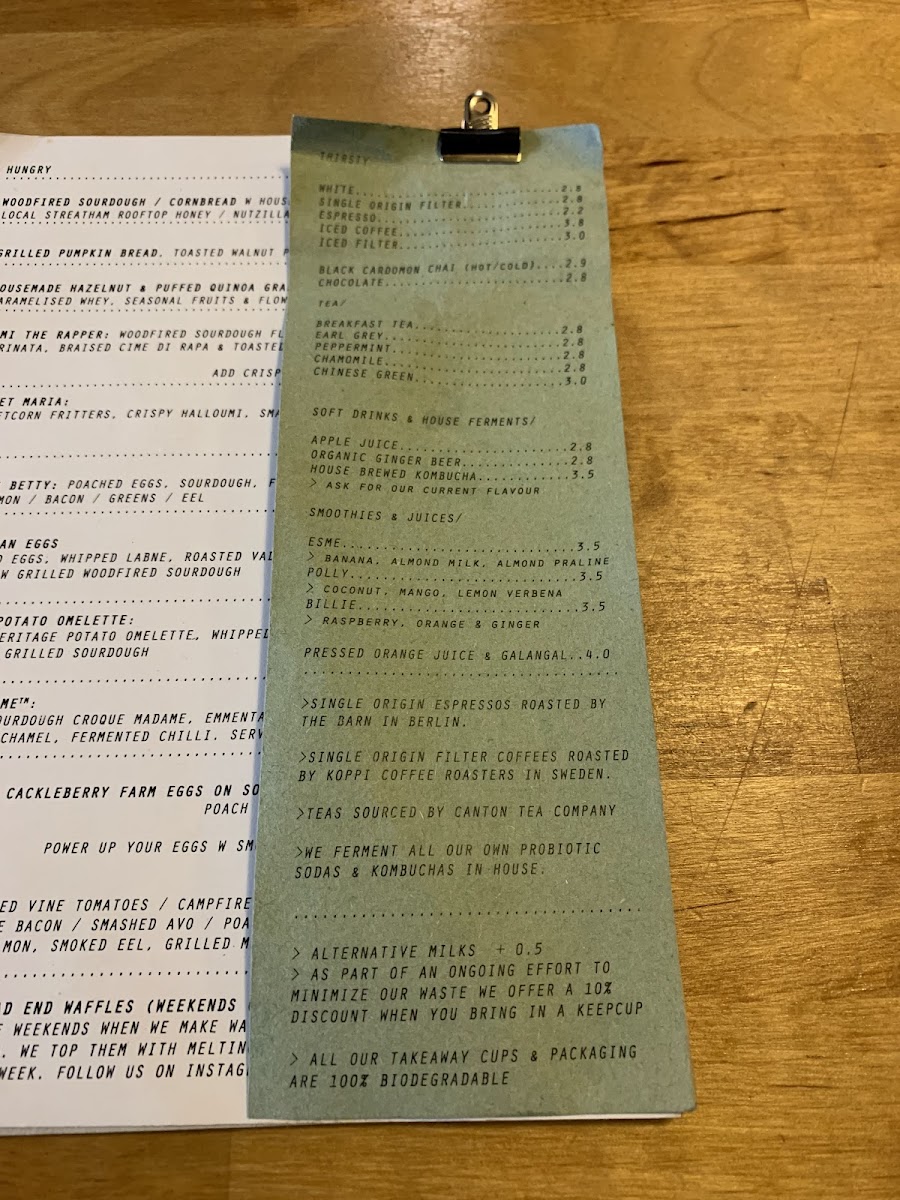 HUNGRY
WOODFIRED SOURDOUGH / CORNBREAD W HOUS
LOCAL STREATHAM ROOFTOP HONEY / NUTZILLA
GRILLED PUMPKIN BREAD, TOASTED WALNUT P
OUSEMADE HAZELNUT & PUFFED QUINOA GRA
ARAMELISED WHEY, SEASONAL FRUITS & FLOW
MI THE RAPPER: WOODFIRED SOURDOUGH FL
RINATA, BRAISED CIME DI RAPA & TOASTE
ADD CRISP
ET MARIA:
ETCORN FRITTERS, CRISPY HALLOUMI, SMA
BETTY: POACHED EGGS, SOURDOUGH, F
MON / BACON / GREENS / EEL
AN EGGS
D EGGS, WHIPPED LABNE, ROASTED VAL
W GRILLED WOODFIRED SOURDOUGH
POTATO OMELETTE:
ERITAGE POTATO OMELETTE, WHIPPED
GRILLED SOURDOUGH
ME™:
OURDOUGH CROQUE MADAME, EMMENTA
CHAMEL, FERMENTED CHILLI. SERV
CACKLEBERRY FARM EGGS ON SO
POACH
POWER UP YOUR EGGS W SM
ED VINE TOMATOES / CAMPFIRE
E BACON / SMASHED AVO / POA
MON, SMOKED EEL, GRILLED M
AD END WAFFLES (WEEKENDS
E WEEKENDS WHEN WE MAKE WA
. WE TOP THEM WITH MELTIN
WEEK. FOLLOW US ON INSTAG
THIRSTY
WHITE..............................2.8
SINGLE ORIGIN FILTER...............2.8
ESPRESSO...........................2.2
ICED COFFEE........................3.8
ICED FILTER........................3.0
BLACK CARDOMON CHAI (HOT/COLD)....2.9
CHOCOLATE.........................2.8
TEA/
BREAKFAST TEA.....................2.8
EARL GREY.........................2.8
PEPPERMINT........................2.8
CHAMOMILE.........................2.8
CHINESE GREEN.....................3.0
SOFT DRINKS & HOUSE FERMENTS/
APPLE JUICE.......................2.8
ORGANIC GINGER BEER...............2.8
HOUSE BREWED KOMBUCHA.............3.5
> ASK FOR OUR CURRENT FLAVOUR
SMOOTHIES & JUICES/
ESME..............................3.5
> BANANA, ALMOND MILK, ALMOND PRALINE
POLLY.............................3.5
> COCONUT, MANGO, LEMON VERBENA
BILLIE............................3.5
> RASPBERRY, ORANGE & GINGER
PRESSED ORANGE JUICE & GALANGAL..4.0
>SINGLE ORIGIN ESPRESSOS ROASTED BY
THE BARN IN BERLIN.
>SINGLE ORIGIN FILTER COFFEES ROASTED
BY KOPPI COFFEE ROASTERS IN SWEDEN.
>TEAS SOURCED BY CANTON TEA COMPANY
>WE FERMENT ALL OUR OWN PROBIOTIC
SODAS & KOMBUCHAS IN HOUSE.
> ALTERNATIVE MILKS + 0.5
> AS PART OF AN ONGOING EFFORT TO
MINIMIZE OUR WASTE WE OFFER A 10%
DISCOUNT WHEN YOU BRING IN A KEEPCUP
> ALL OUR TAKEAWAY CUPS & PACKAGING
ARE 100% BIODEGRADABLE